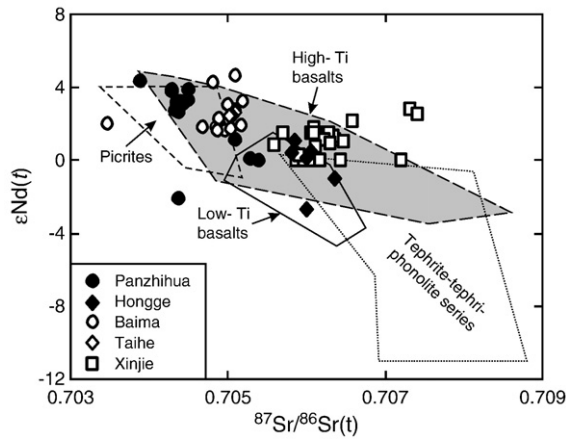 8
4
0
-4
-8
-12
εNd(t)
High- Ti
basalts
Picrites
Low- Ti
basalts
Tephrite-tephri-
phonolite series
Panzhihua
Hongge
Baima
Taihe
Xinjie
0.703
0.705
0.707
0.709
87Sr/86Sr(t)